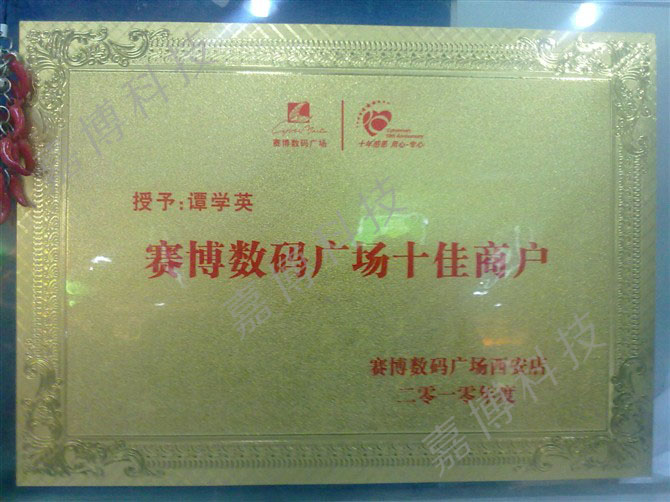 赛博数码广场
十年感恩 用心·专心
授予:谭学英
赛博数码广场十佳商户
赛博数码广场西安店
二零一零年度
嘉博科技
嘉博科技
嘉博科技